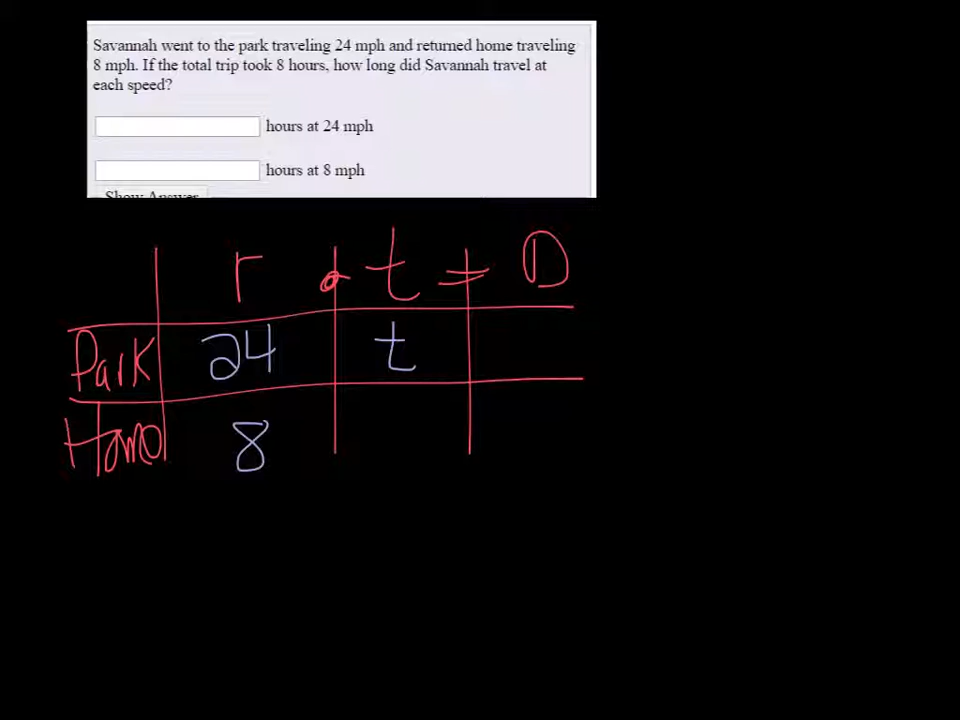 Savannah went to the park traveling 24 mph and returned home traveling
8 mph. If the total trip took 8 hours, how long did Savannah travel at
each speed?
hours at 24 mph
hours at 8 mph
Show Answer
r · t = D
Park 24 t
Home 8